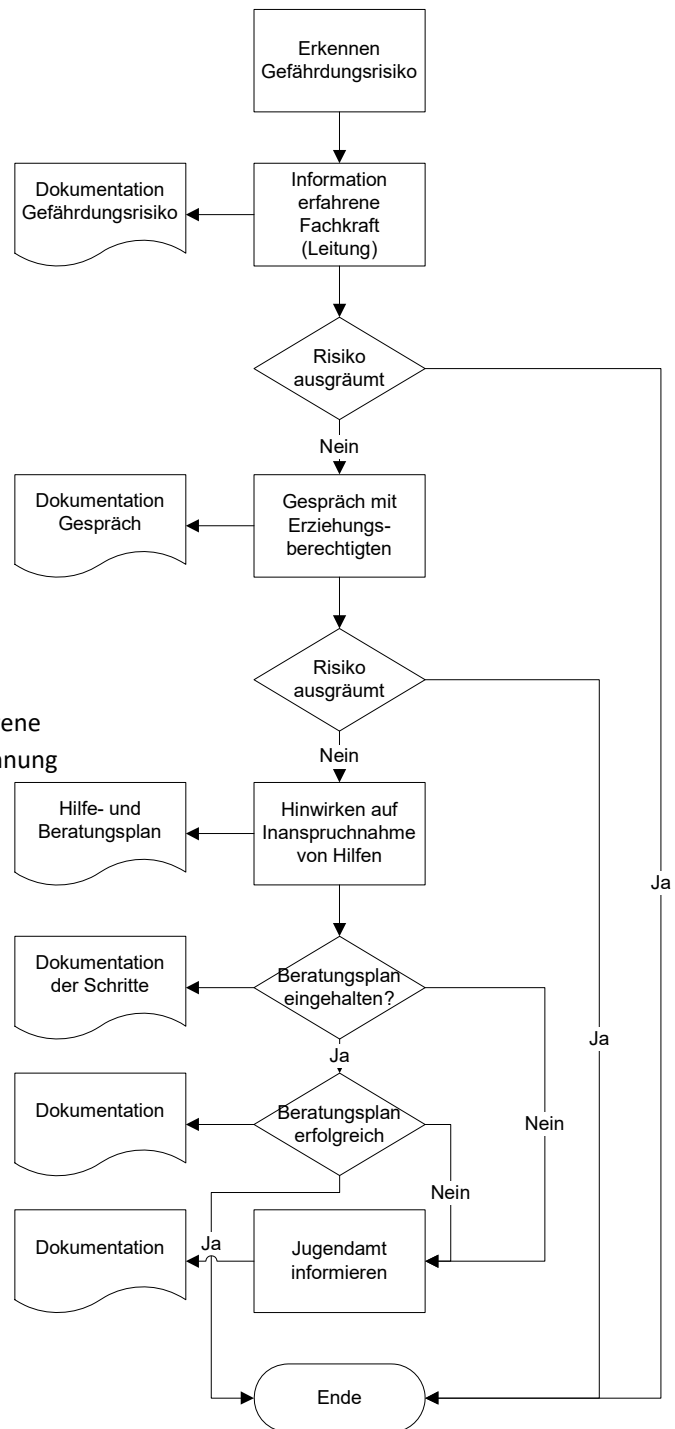 Erkennen
Gefährdungsrisiko
Dokumentation
Gefährdungsrisiko
Information
erfahrene
Fachkraft
(Leitung)
Risiko
ausgräumt
Nein
Dokumentation
Gespräch
Gespräch mit
Erziehungs-
berechtigten
Risiko
ausgräumt
ene
nung
Nein
Hilfe- und
Beratungsplan
Hinwirken auf
Inanspruchnahme
von Hilfen
Ja
Dokumentation
der Schritte
Beratungsplan
eingehalten?
Ja
Ja
Dokumentation
Beratungsplan
erfolgreich
Nein
Nein
Dokumentation
Ja
Jugendamt
informieren
Ende